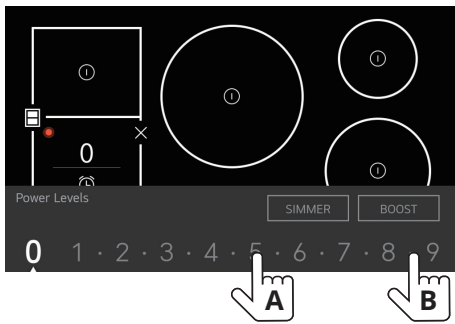 0
Power Levels
SIMMER BOOST
0 1 · 2 · 3 · 4 · 5 · 6 · 7 · 8 · 9
A B